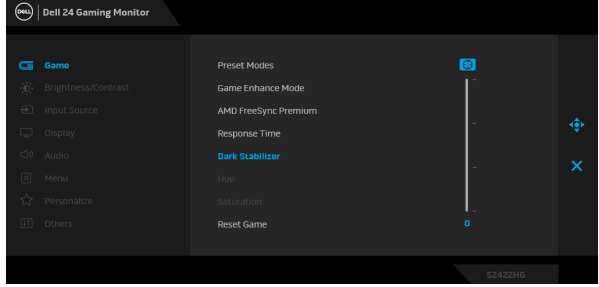 DELL
Dell 24 Gaming Monitor
Game
Brightness/Contrast
Input Source
Display
Audio
Menu
Personalize
Others
Preset Modes
Game Enhance Mode
AMD FreeSync Premium
Response Time
Dark Stabilizer
Hue
Saturation
Reset Game
0
S2422HG